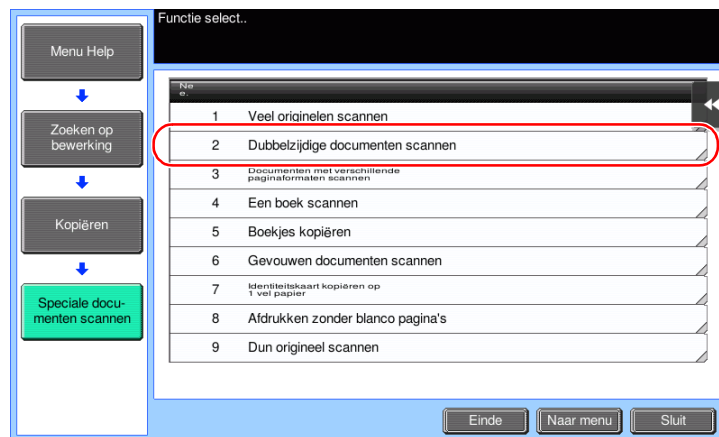 Functie select..
Menu Help
Zoeken op
bewerking
Kopiëren
Speciale docu-
menten scannen
Ne
e.
1 Veel originelen scannen
2 Dubbelzijdige documenten scannen
3 Documenten met verschillende
paginaformaten scannen
4 Een boek scannen
5 Boekjes kopiëren
6 Gevouwen documenten scannen
7 Identiteitskaart kopiëren op
1 vel papier
8 Afdrukken zonder blanco pagina's
9 Dun origineel scannen
Einde
Naar menu
Sluit